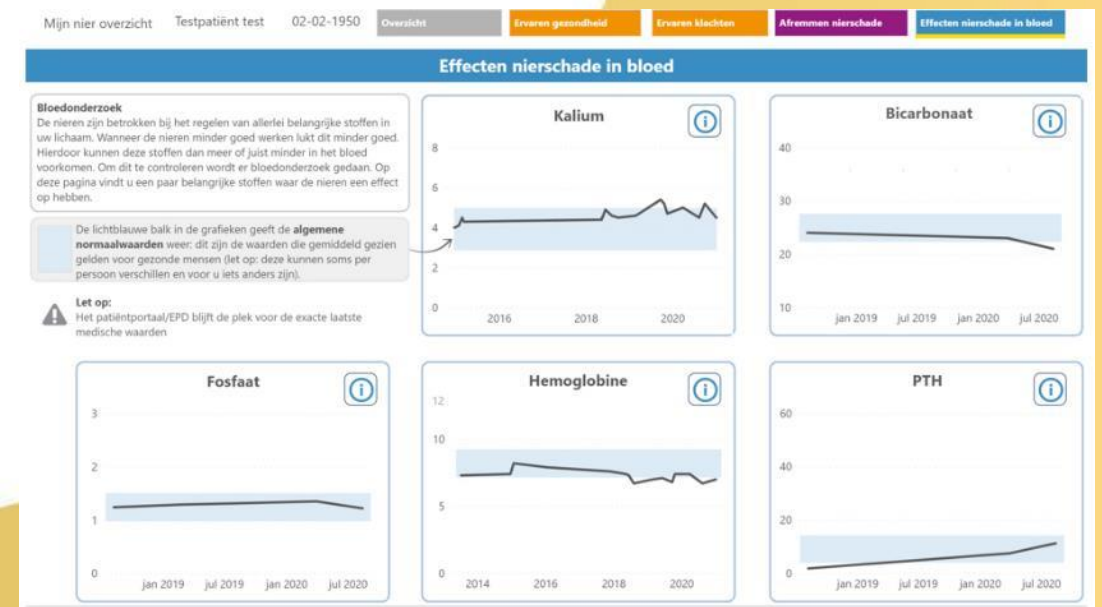 Mijn nier overzicht Testpatiënt test 02-02-1950 Overzicht Ervaren gezondheid Ervaren klachten Afremmen nierschade Effecten nierschade in bloed
Effecten nierschade in bloed
Bloedonderzoek
De nieren zijn betrokken bij het regelen van allerlei belangrijke stoffen in
uw lichaam. Wanneer de nieren minder goed werken lukt dit minder goed.
Hierdoor kunnen deze stoffen dan meer of juist minder in het bloed
voorkomen. Om dit te controleren wordt er bloedonderzoek gedaan. Op
deze pagina vindt u een paar belangrijke stoffen waar de nieren een effect
op hebben.
De lichtblauwe balk in de grafieken geeft de algemene
normaalwaarden weer: dit zijn de waarden die gemiddeld gezien
gelden voor gezonde mensen (let op: deze kunnen soms per
persoon verschillen en voor u iets anders zijn).
Let op:
Het patiëntportaal/EPD blijft de plek voor de exacte laatste
medische waarden
Kalium
8
6
4
2
0
2016 2018 2020
Bicarbonaat
40
30
20
10
jan 2019 jul 2019 jan 2020 jul 2020
Fosfaat
3
2
1
0
jan 2019 jul 2019 jan 2020 jul 2020
Hemoglobine
12
10
5
0
2014 2016 2018 2020
PTH
60
40
20
0
jan 2019 jul 2019 jan 2020 jul 2020